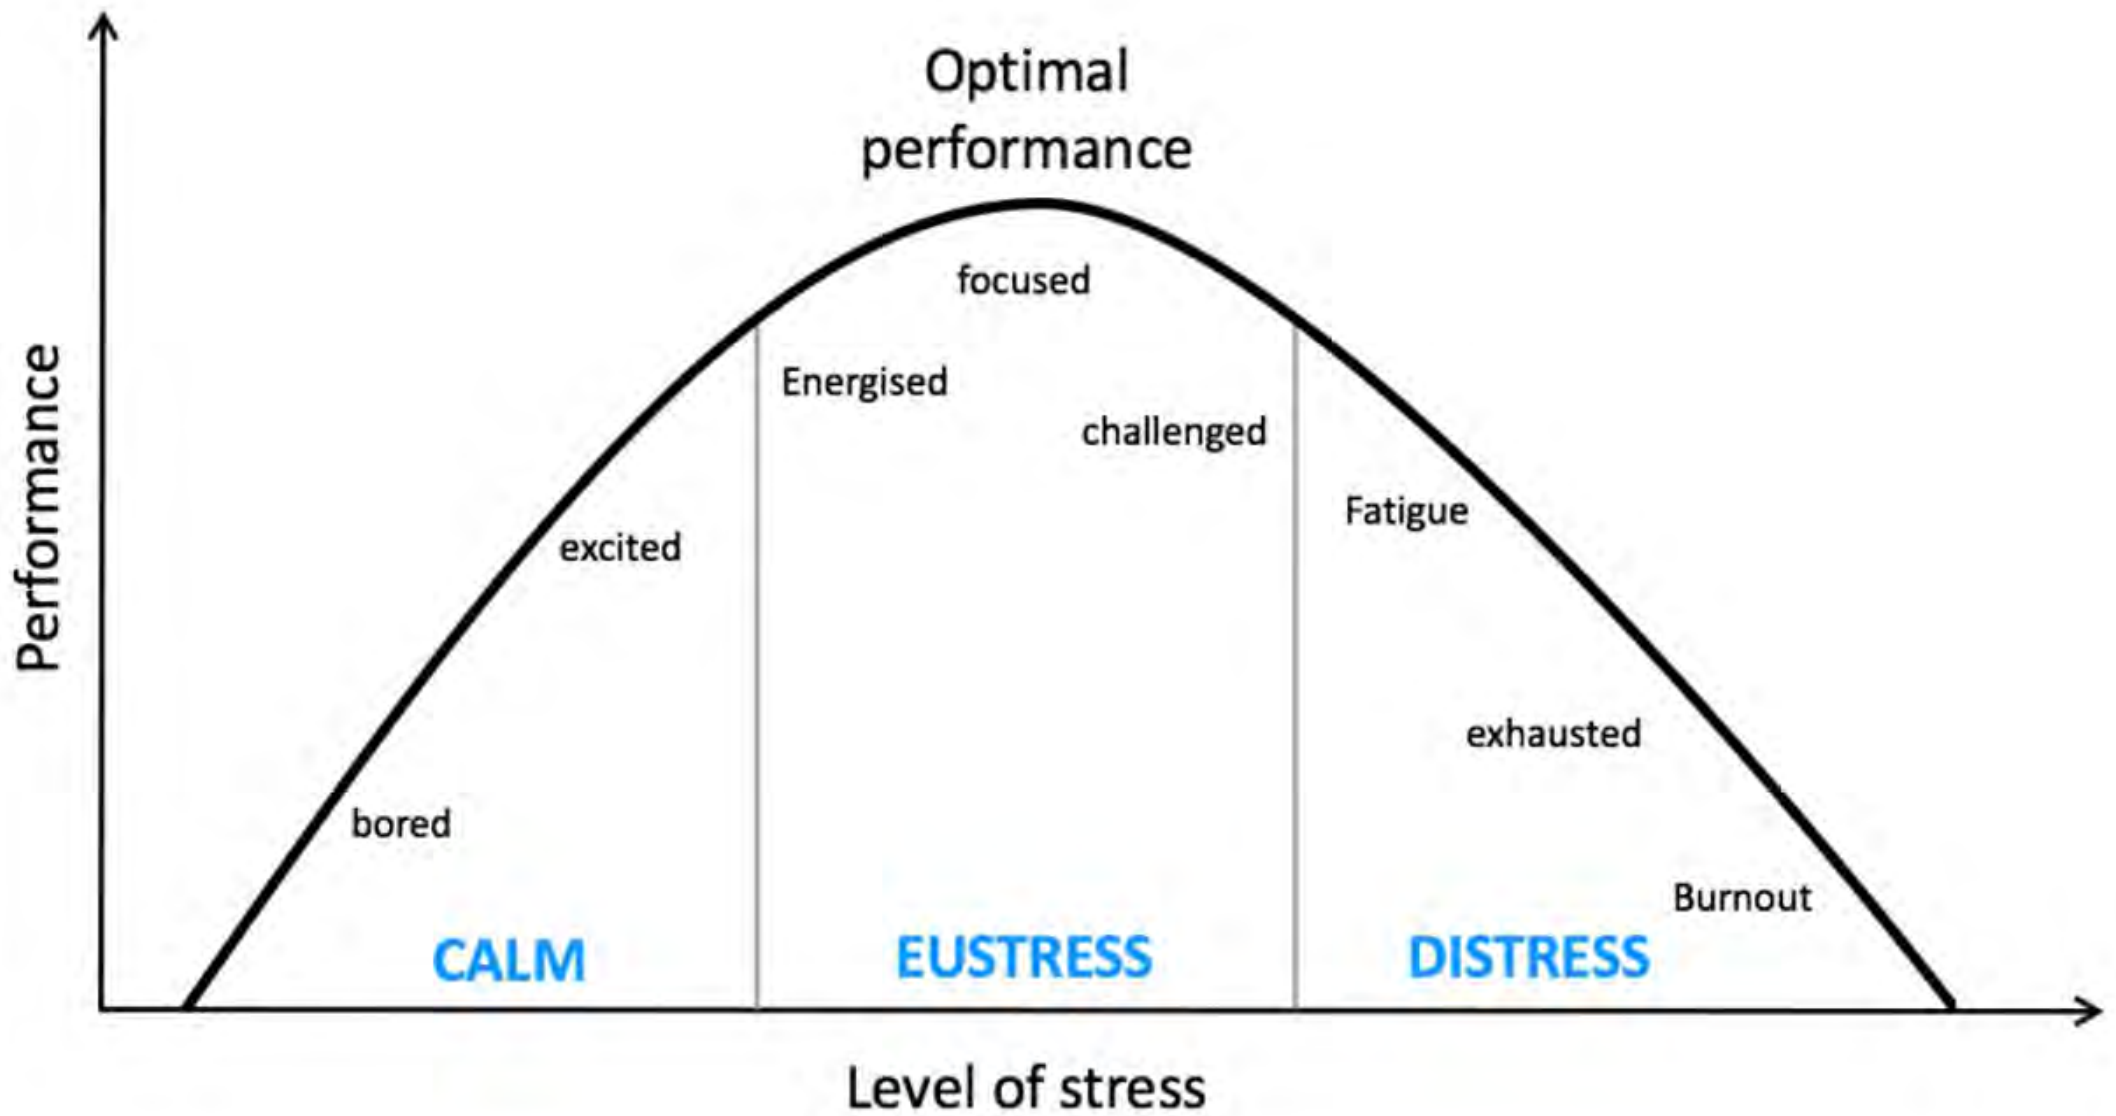 Optimal
performance
focused
Energised
challenged
Fatigue
excited
exhausted
bored
Burnout
CALM
EUSTRESS
DISTRESS
Performance
Level of stress